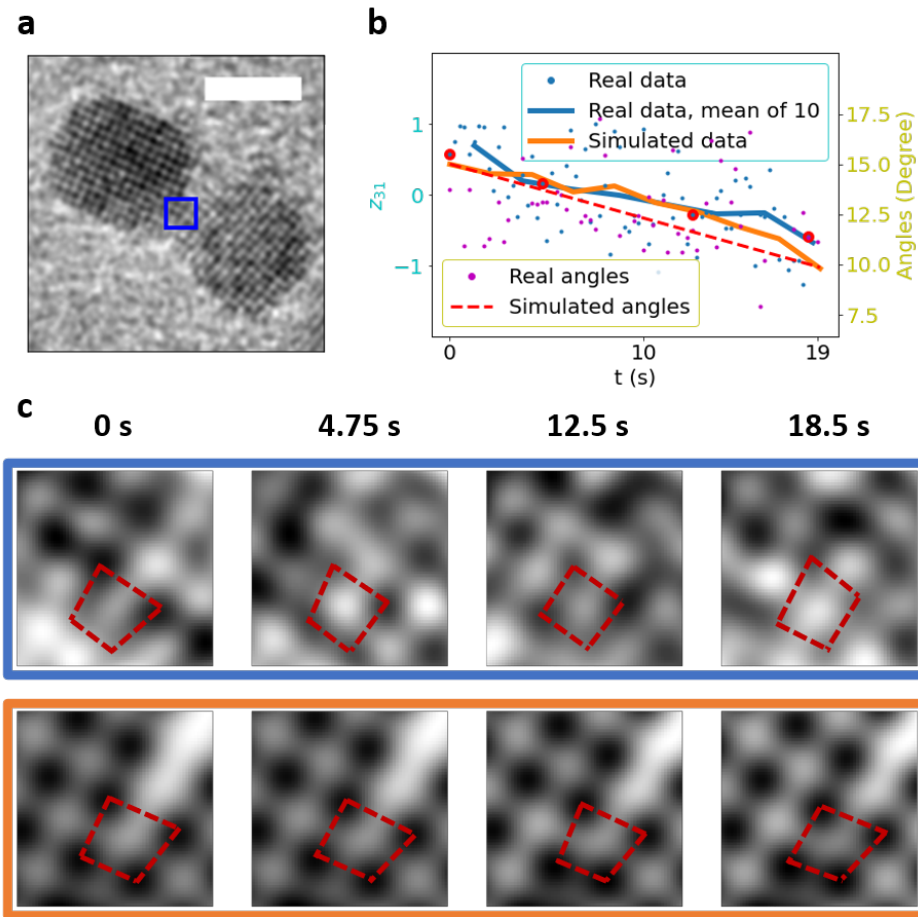 a
b
Real data
Real data, mean of 10
Simulated data
Real angles
Simulated angles
1
0
−1
z31
17.5
15.0
12.5
10.0
7.5
Angles (Degree)
0
10
19
t (s)
c
0 s
4.75 s
12.5 s
18.5 s